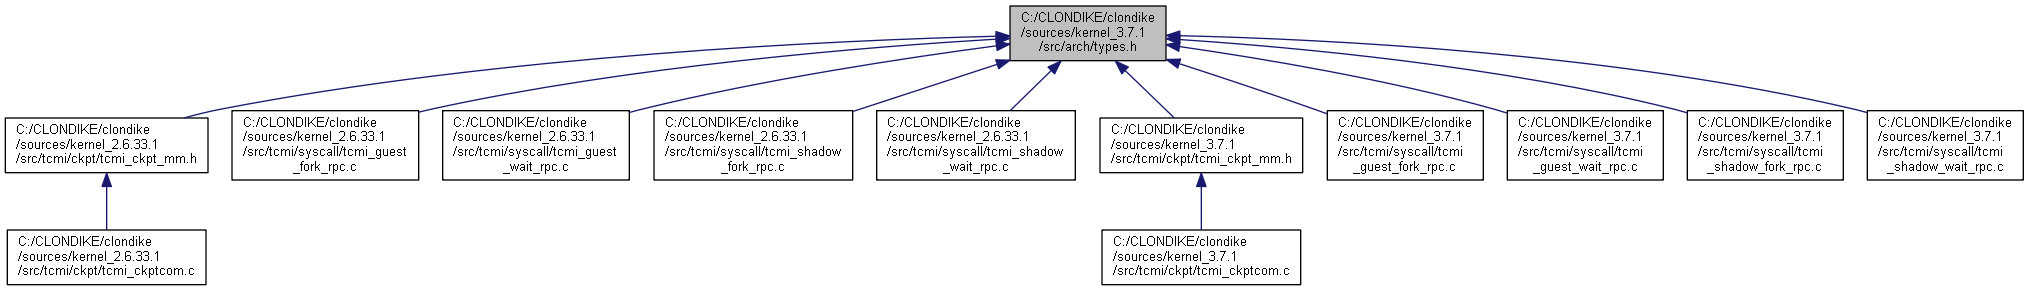 C:/CLONDIKE/clondike
/sources/kernel_3.7.1
/src/arch/types.h
C:/CLONDIKE/clondike
/sources/kernel_2.6.33.1
/src/tcmi/ckpt/tcmi_ckpt_mm.h
C:/CLONDIKE/clondike
/sources/kernel_2.6.33.1
/src/tcmi/syscall/tcmi_guest
_fork_rpc.c
C:/CLONDIKE/clondike
/sources/kernel_2.6.33.1
/src/tcmi/syscall/tcmi_guest
_wait_rpc.c
C:/CLONDIKE/clondike
/sources/kernel_2.6.33.1
/src/tcmi/syscall/tcmi_shadow
_fork_rpc.c
C:/CLONDIKE/clondike
/sources/kernel_2.6.33.1
/src/tcmi/syscall/tcmi_shadow
_wait_rpc.c
C:/CLONDIKE/clondike
/sources/kernel_3.7.1
/src/tcmi/ckpt/tcmi_ckpt_mm.h
C:/CLONDIKE/clondike
/sources/kernel_3.7.1
/src/tcmi/syscall/tcmi
_guest_fork_rpc.c
C:/CLONDIKE/clondike
/sources/kernel_3.7.1
/src/tcmi/syscall/tcmi
_guest_wait_rpc.c
C:/CLONDIKE/clondike
/sources/kernel_3.7.1
/src/tcmi/syscall/tcmi
_shadow_fork_rpc.c
C:/CLONDIKE/clondike
/sources/kernel_3.7.1
/src/tcmi/syscall/tcmi
_shadow_wait_rpc.c
C:/CLONDIKE/clondike
/sources/kernel_2.6.33.1
/src/tcmi/ckpt/tcmi_ckptcom.c
C:/CLONDIKE/clondike
/sources/kernel_3.7.1
/src/tcmi/ckpt/tcmi_ckptcom.c